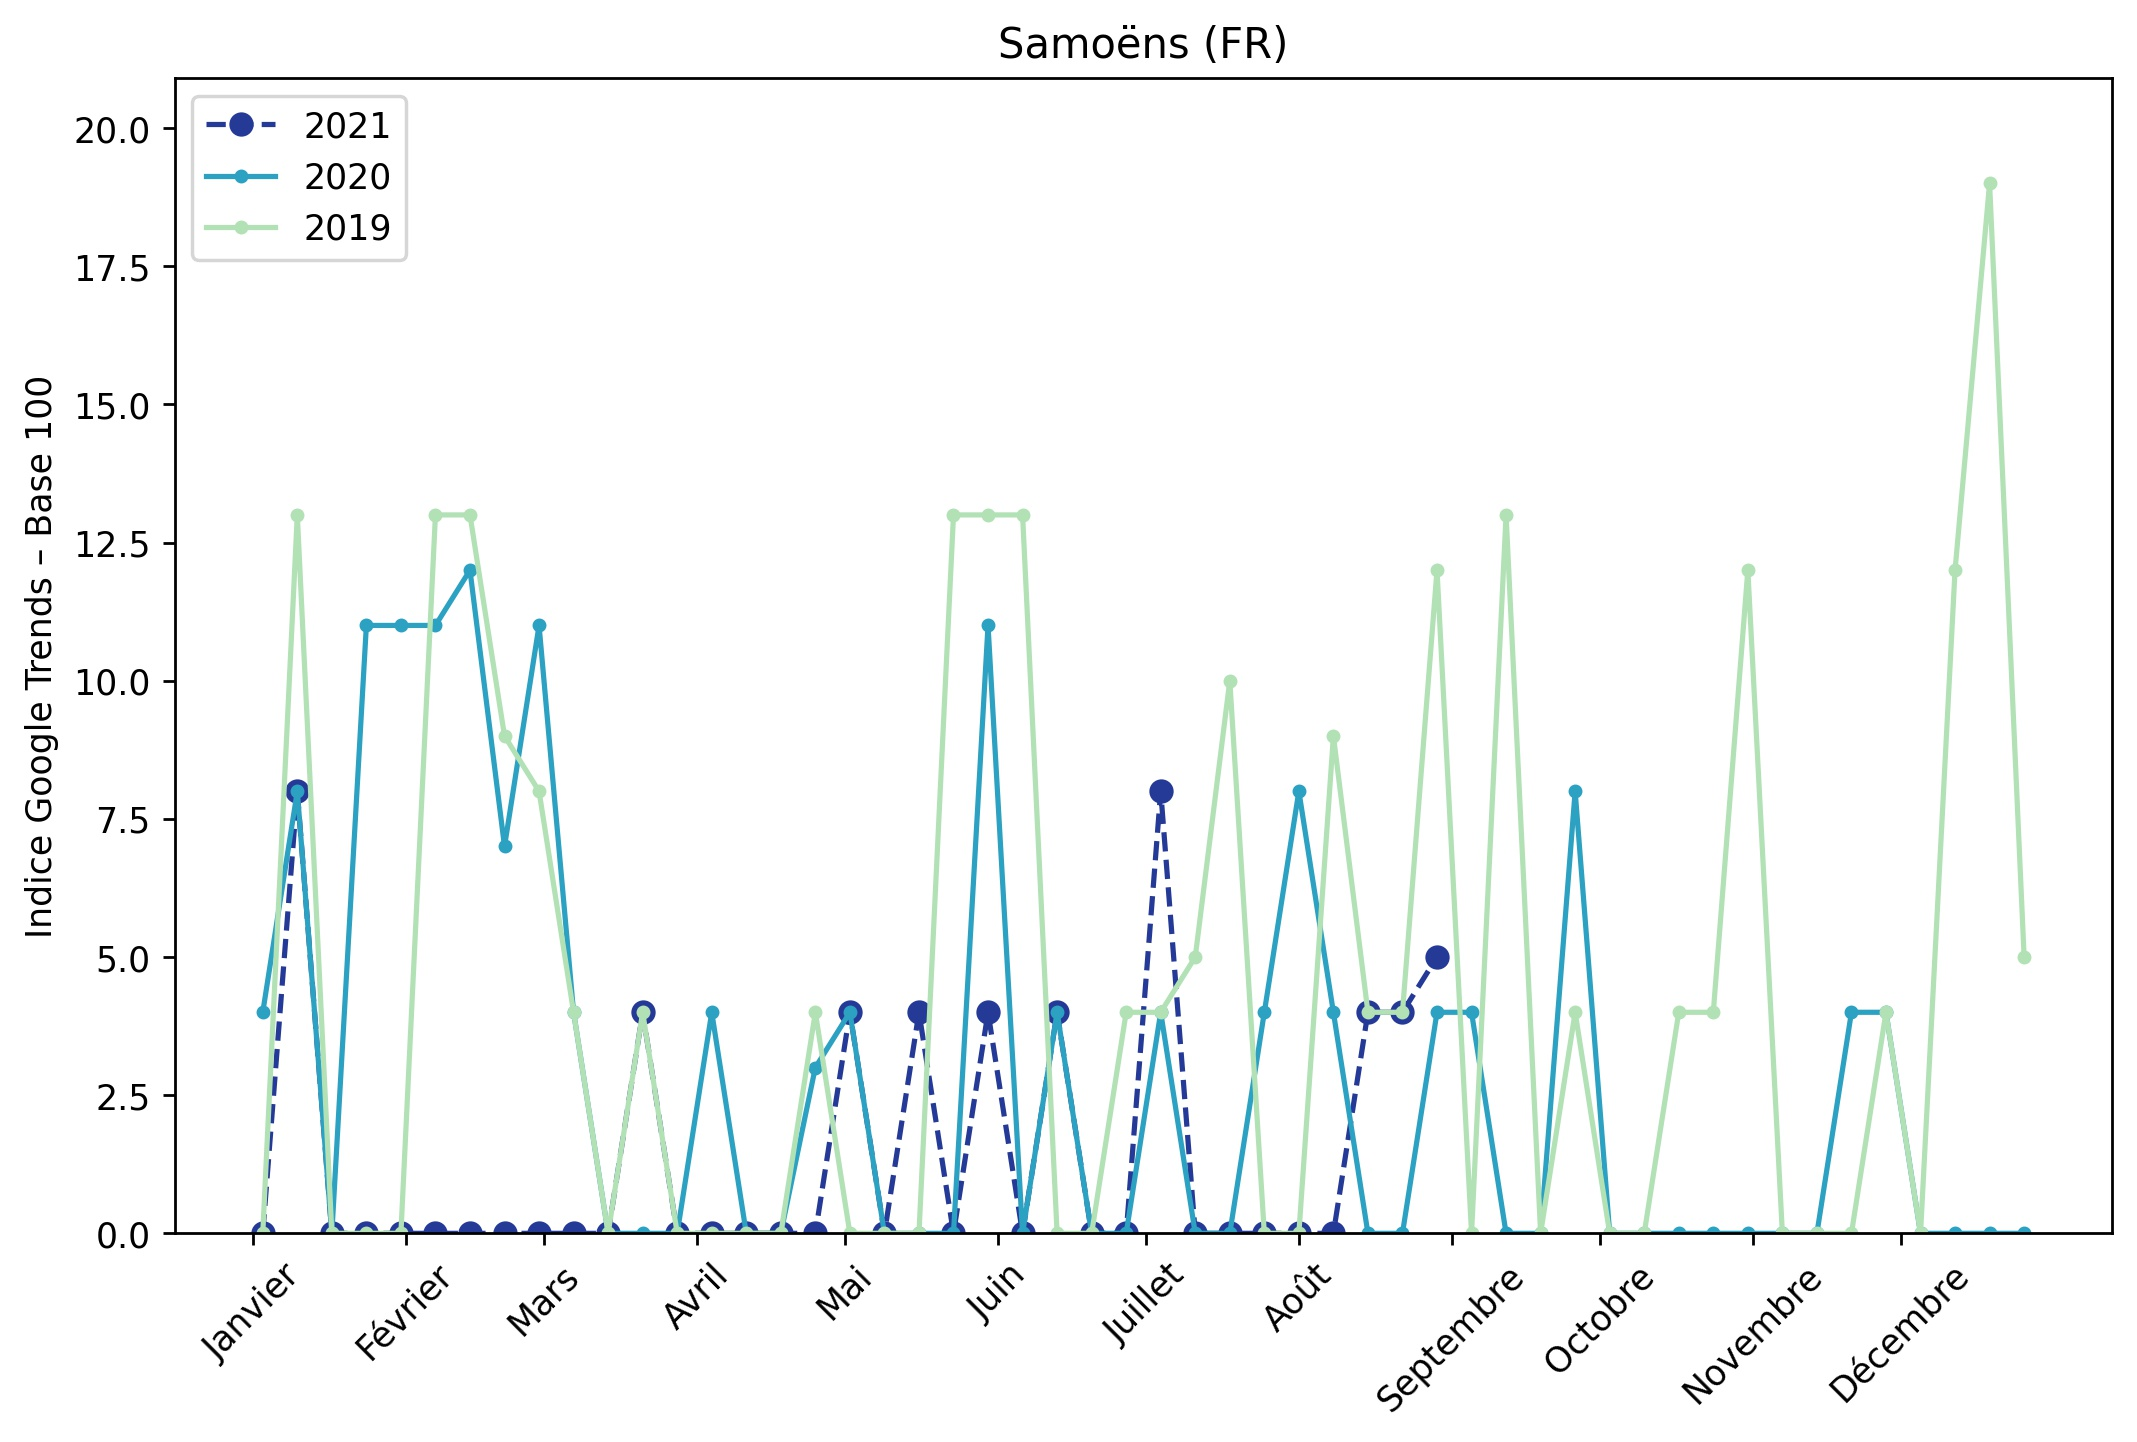 Samoëns (FR)
2021
2020
2019
Indice Google Trends – Base 100
20.0
17.5
15.0
12.5
10.0
7.5
5.0
2.5
0.0
Janvier
Février
Mars
Avril
Mai
Juin
Juillet
Août
Septembre
Octobre
Novembre
Décembre